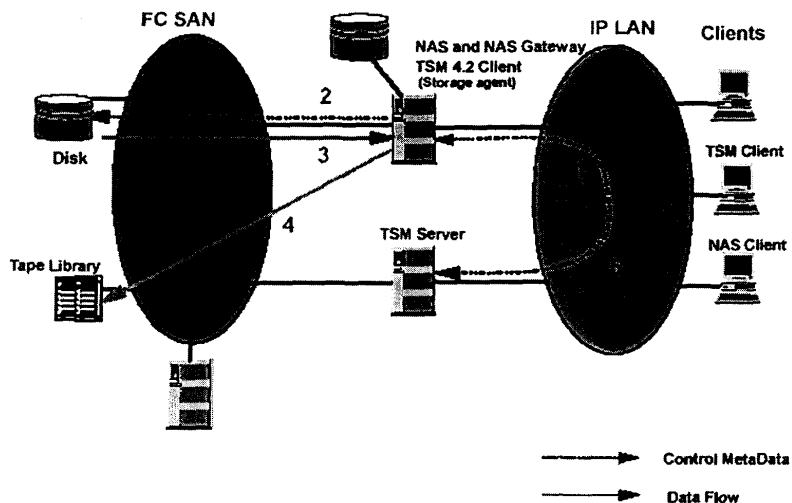 FC SAN
NAS and NAS Gateway
TSM 4.2 Client
(Storage agent)
IP LAN
Clients
2
Disk
3
TSM Client
4
TSM Server
NAS Client
Tape Library
Control MetaData
Data Flow